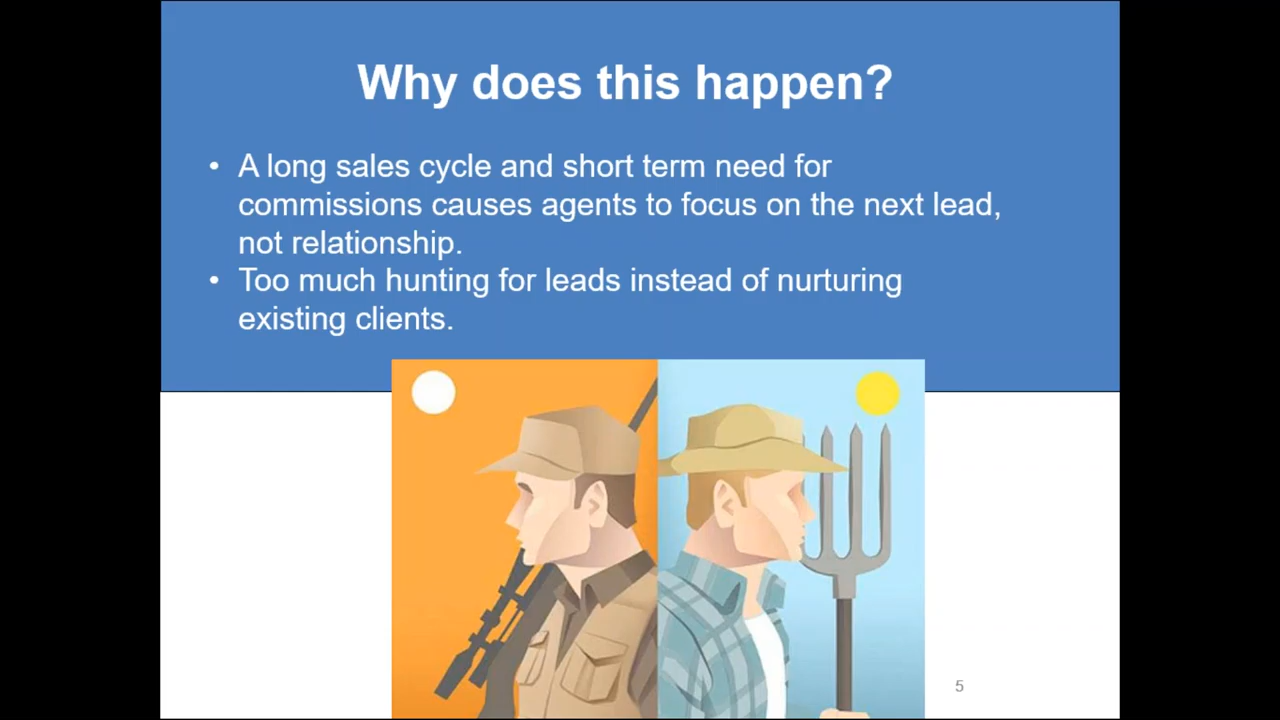 Why does this happen?
• A long sales cycle and short term need for
commissions causes agents to focus on the next lead,
not relationship.
• Too much hunting for leads instead of nurturing
existing clients.
5